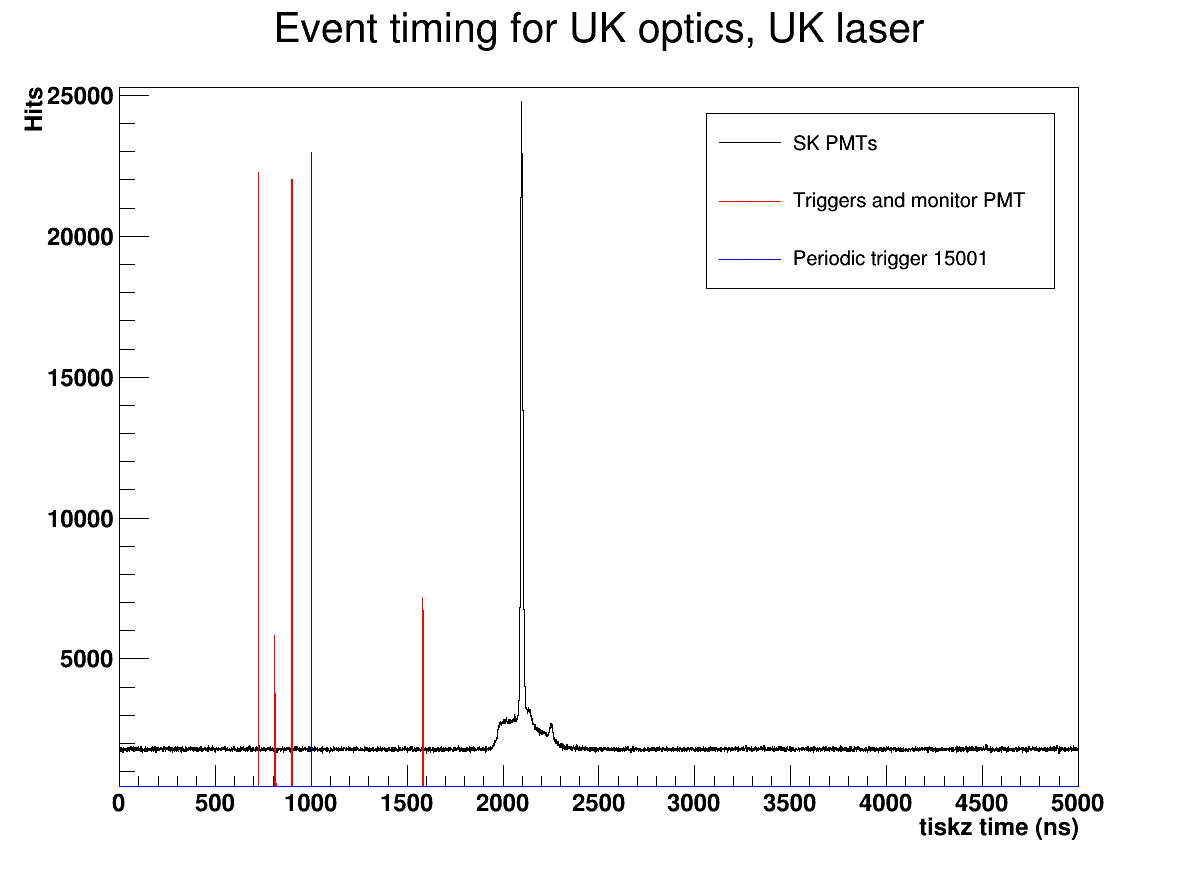 Event timing for UK optics, UK laser
Hits
25000
20000
15000
10000
5000
SK PMTs
Triggers and monitor PMT
Periodic trigger 15001
0 500 1000 1500 2000 2500 3000 3500 4000 4500 5000
tiskz time (ns)